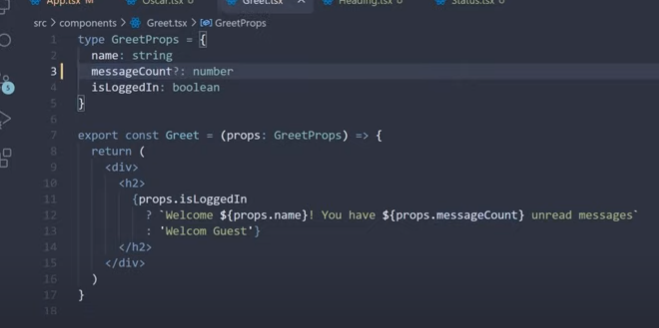 App.tsx M Oscar.tsx U Greet.tsx X Heading.tsx U Status.tsx U
src > components > Greet.tsx > GreetProps
1 type GreetProps = {
2 name: string
3 messageCount?: number
4 isLoggedIn: boolean
5 }
6
7 export const Greet = (props: GreetProps) => {
8 return (
9 <div>
10 <h2>
11 {props.isLoggedIn
12 ? `Welcome ${props.name}! You have ${props.messageCount} unread messages`
13 : 'Welcom Guest'}
14 </h2>
15 </div>
16 )
17 }
18
5